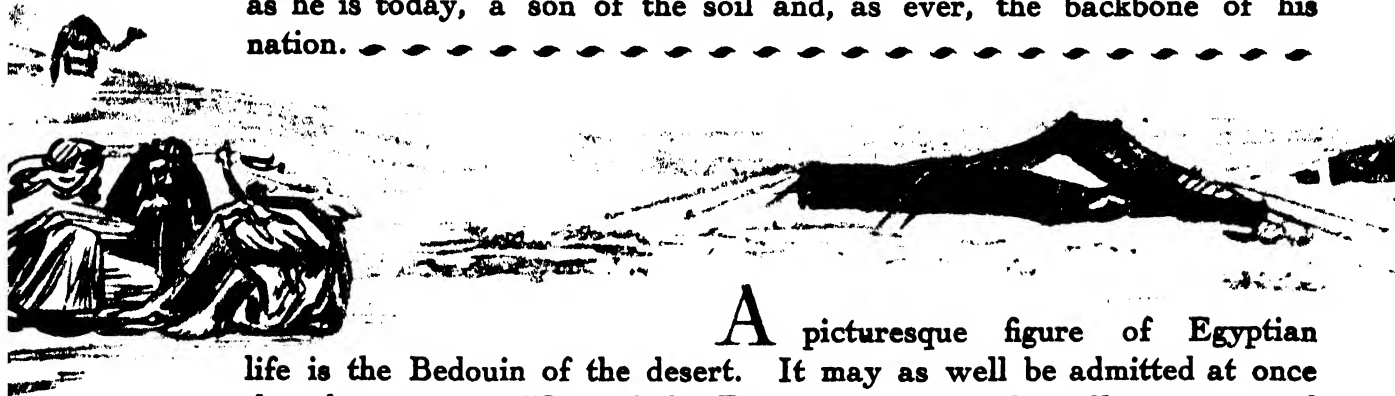 as he is today, a son of the soil and, as ever, the backbone of his
nation.
A picturesque figure of Egyptian
life is the Bedouin of the desert. It may as well be admitted at once